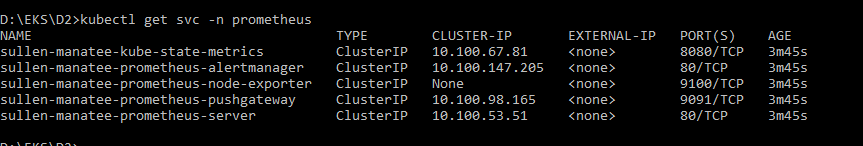 D:\EKS\D2>kubectl get svc -n prometheus
NAME TYPE CLUSTER-IP EXTERNAL-IP PORT(S) AGE
sullen-manatee-kube-state-metrics ClusterIP 10.100.67.81 <none> 8080/TCP 3m45s
sullen-manatee-prometheus-alertmanager ClusterIP 10.100.147.205 <none> 80/TCP 3m45s
sullen-manatee-prometheus-node-exporter ClusterIP None <none> 9100/TCP 3m45s
sullen-manatee-prometheus-pushgateway ClusterIP 10.100.98.165 <none> 9091/TCP 3m45s
sullen-manatee-prometheus-server ClusterIP 10.100.53.51 <none> 80/TCP 3m45s
D:\EKS\D2>